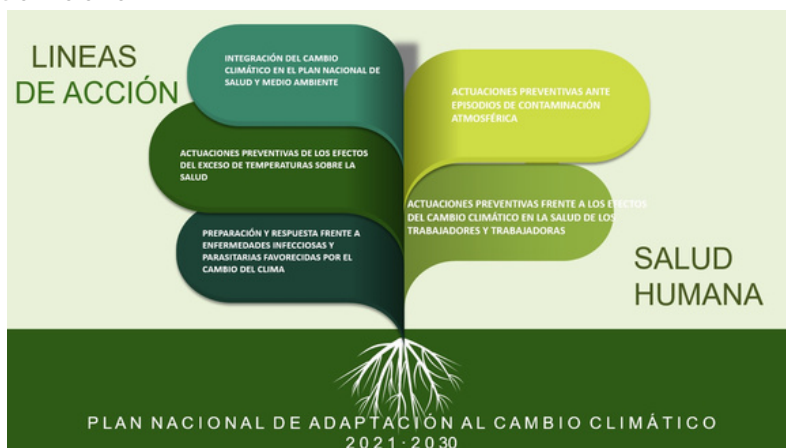 LINEAS
DE ACCIÓN
INTEGRACIÓN DEL CAMBIO
CLIMÁTICO EN EL PLAN NACIONAL DE
SALUD Y MEDIO AMBIENTE
ACTUACIONES PREVENTIVAS DE LOS EFECTOS
DEL EXCESO DE TEMPERATURAS SOBRE LA
SALUD
PREPARACIÓN Y RESPUESTA FRENTE A
ENFERMEDADES INFECCIOSAS Y
PARASITARIAS FAVORECIDAS POR EL
CAMBIO DEL CLIMA
ACTUACIONES PREVENTIVAS ANTE
EPISODIOS DE CONTAMINACIÓN
ATMOSFÉRICA
ACTUACIONES PREVENTIVAS FRENTE A LOS EFECTOS
DEL CAMBIO CLIMÁTICO EN LA SALUD DE LOS
TRABAJADORES Y TRABAJADORAS
SALUD
HUMANA
PLAN NACIONAL DE ADAPTACIÓN AL CAMBIO CLIMÁTICO
2021-2030